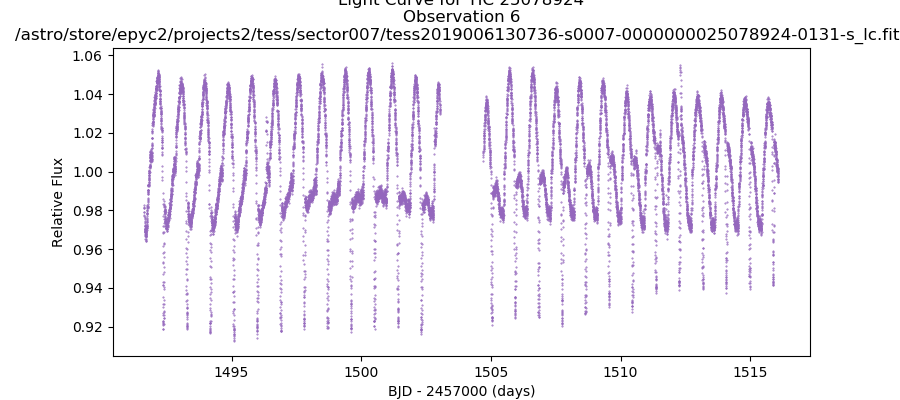 Light Curve for TIC 25078924
Observation 6
/astro/store/epyc2/projects2/tess/sector007/tess2019006130736-s0007-0000000025078924-0131-s_lc.fit
1.06
1.04
1.02
1.00
0.98
0.96
0.94
0.92
Relative Flux
1495
1500
1505
1510
1515
BJD - 2457000 (days)